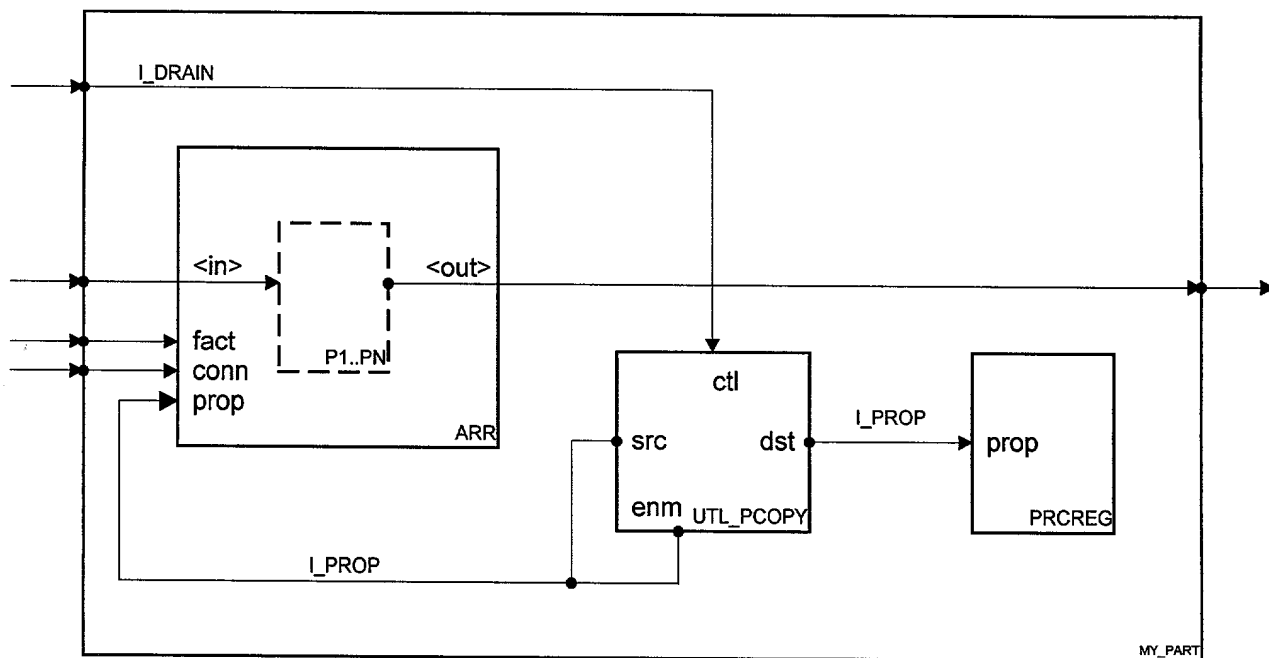 I_DRAIN
<in>
<out>
fact
P1..PN
conn
prop
ARR
ctl
src
dst
I_PROP
prop
enm
UTL_PCOPY
PRCREG
I_PROP
MY_PART